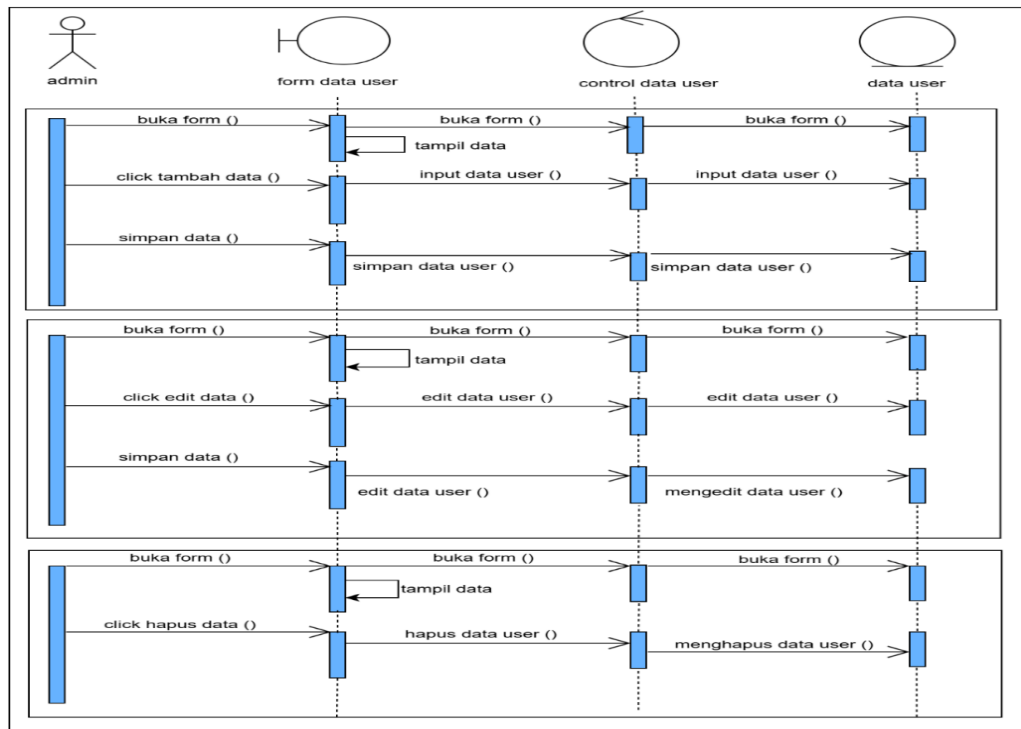 admin
form data user
control data user
data user
buka form ()
buka form ()
buka form ()
tampil data
click tambah data ()
input data user ()
input data user ()
simpan data ()
simpan data user ()
simpan data user ()
buka form ()
buka form ()
buka form ()
tampil data
click edit data ()
edit data user ()
edit data user ()
simpan data ()
edit data user ()
mengedit data user ()
buka form ()
buka form ()
buka form ()
tampil data
click hapus data ()
hapus data user ()
menghapus data user ()